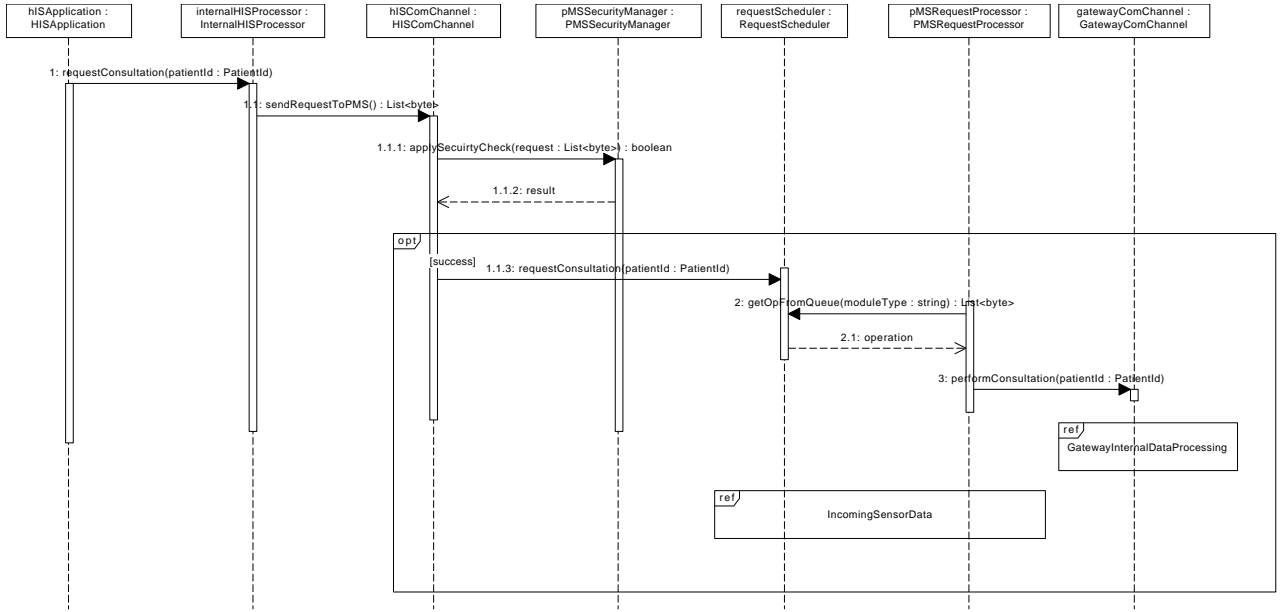 hISApplication :
HISApplication
internalHISProcessor :
InternalHISProcessor
hISComChannel :
HISComChannel
pMSSecurityManager :
PMSSecurityManager
requestScheduler :
RequestScheduler
pMSRequestProcessor :
PMSRequestProcessor
gatewayComChannel :
GatewayComChannel
1: requestConsultation(patientId : PatientId)
1.1: sendRequestToPMS() : List<byte>
1.1.1: applySecuirtyCheck(request : List<byte>) : boolean
1.1.2: result
opt
[success]
1.1.3: requestConsultation(patientId : PatientId)
2: getOpFromQueue(moduleType : string) : List<byte>
2.1: operation
3: performConsultation(patientId : PatientId)
ref
GatewayInternalDataProcessing
ref
IncomingSensorData